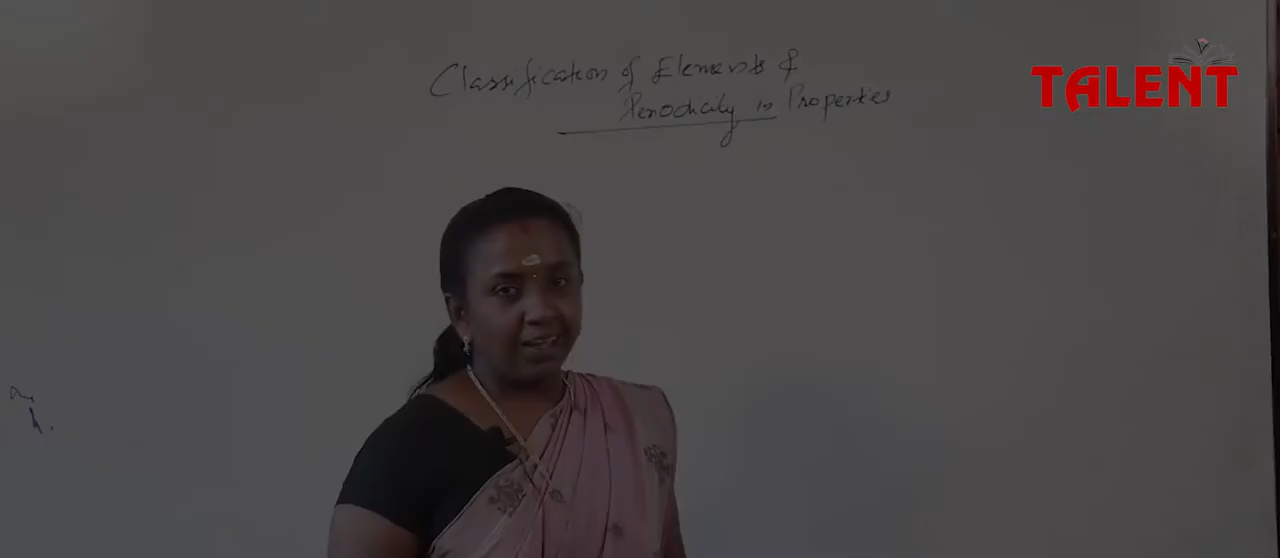 TALENT
Classification of Elements &
Periodicity in Properties